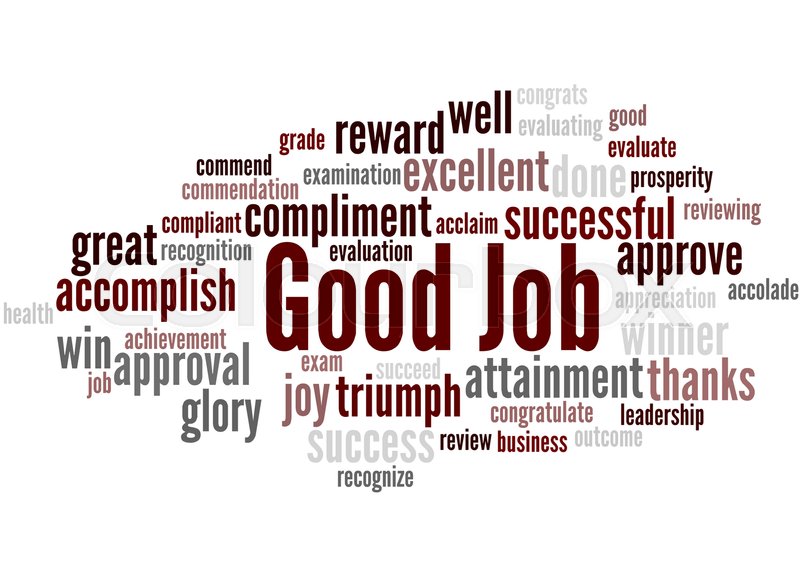 congrats
well
good
evaluating
grade
reward
evaluate
commend
examination
excellent
done
prosperity
commendation
compliant
compliment
acclaim
successful
reviewing
great
recognition
evaluation
approve
accomplish
Good Job
appreciation
accolade
health
winner
win
achievement
approval
job
exam
succeed
attainment
thanks
joy
triumph
glory
congratulate
leadership
success
review
business
outcome
recognize
colourbox